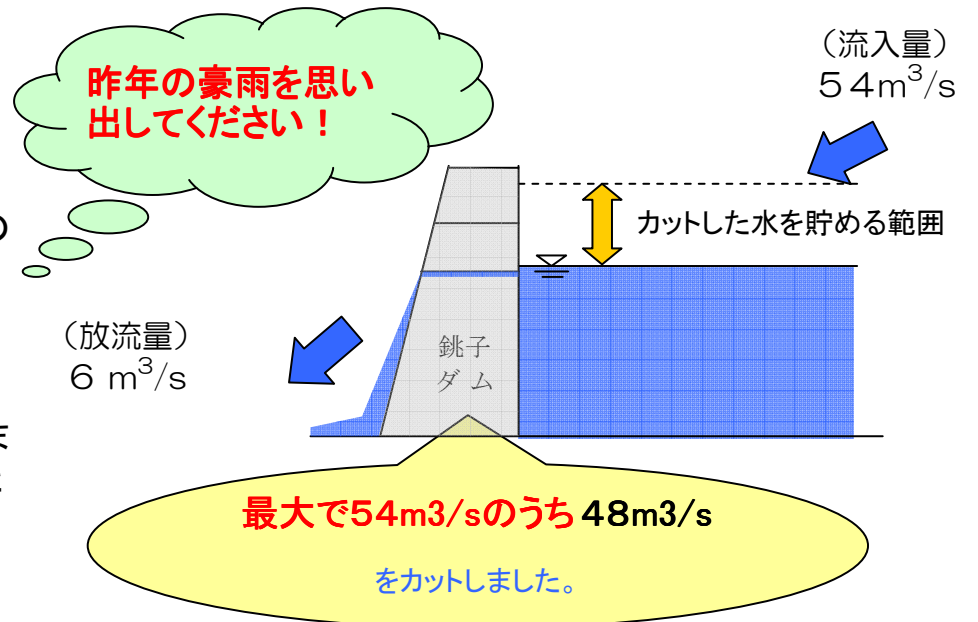 昨年の豪雨を思い
出してください！
（流入量）
５４m³/s
カットした水を貯める範囲
の
（放流量）
６ m³/s
銚子
ダ ム
最大で54m3/sのうち 48m3/s
をカットしました。